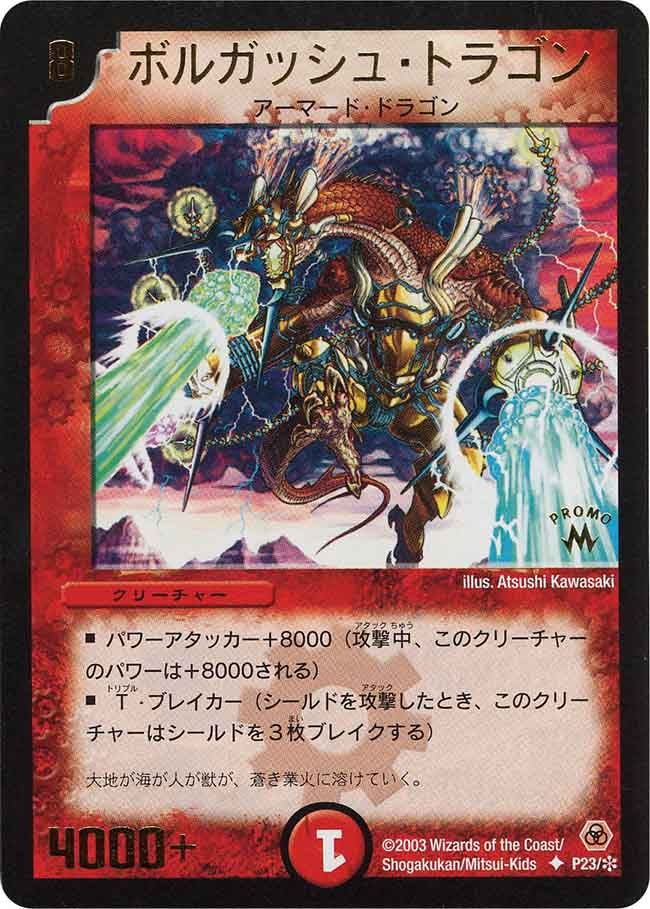 8
ボルガッシュ・ドラゴン
アーマード・ドラゴン
PROMO
illus. Atsushi Kawasaki
クリーチャー
■ パワーアタッカー+8000（攻撃中、このクリーチャー
のパワーは+8000される）
■ T・ブレイカー（シールドを攻撃したとき、このクリー
チャーはシールドを3枚ブレイクする）
大地が海が人が獣が、蒼き業火に溶けていく。
4000+
1
©2003 Wizards of the Coast/
Shogakukan/Mitsui-Kids ✦ P23/✽